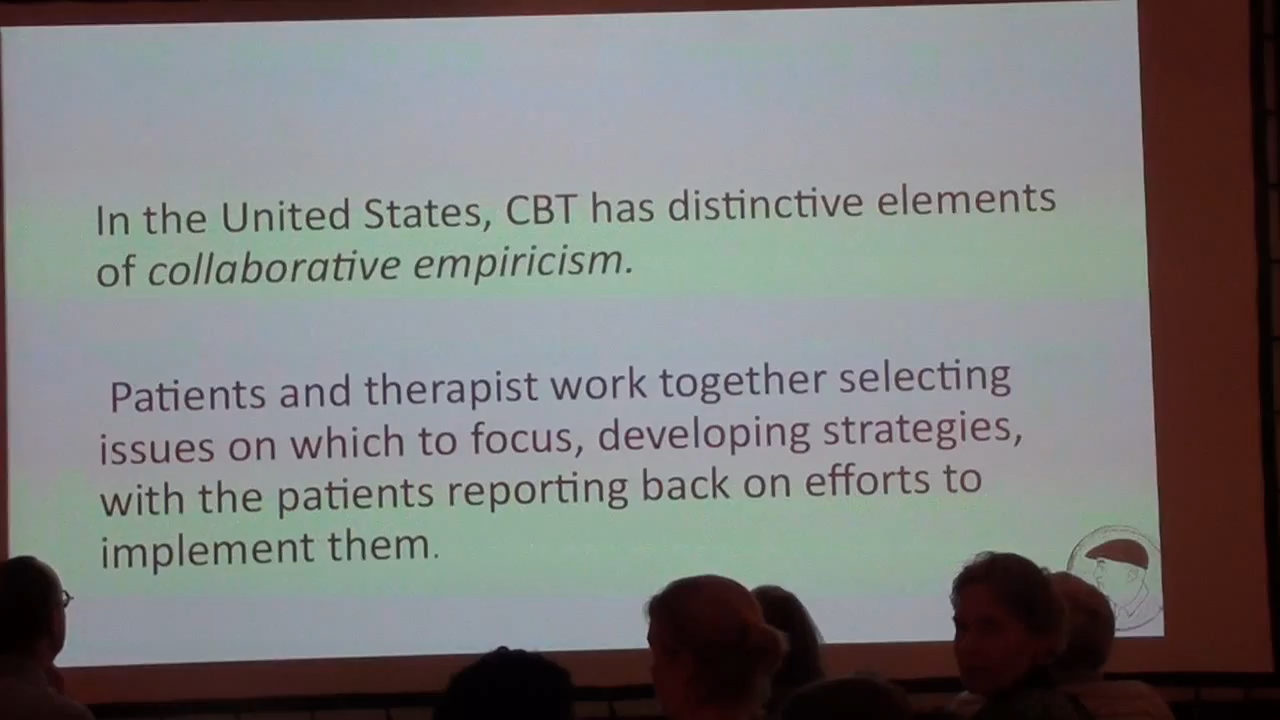 In the United States, CBT has distinctive elements
of collaborative empiricism.
Patients and therapist work together selecting
issues on which to focus, developing strategies,
with the patients reporting back on efforts to
implement them.